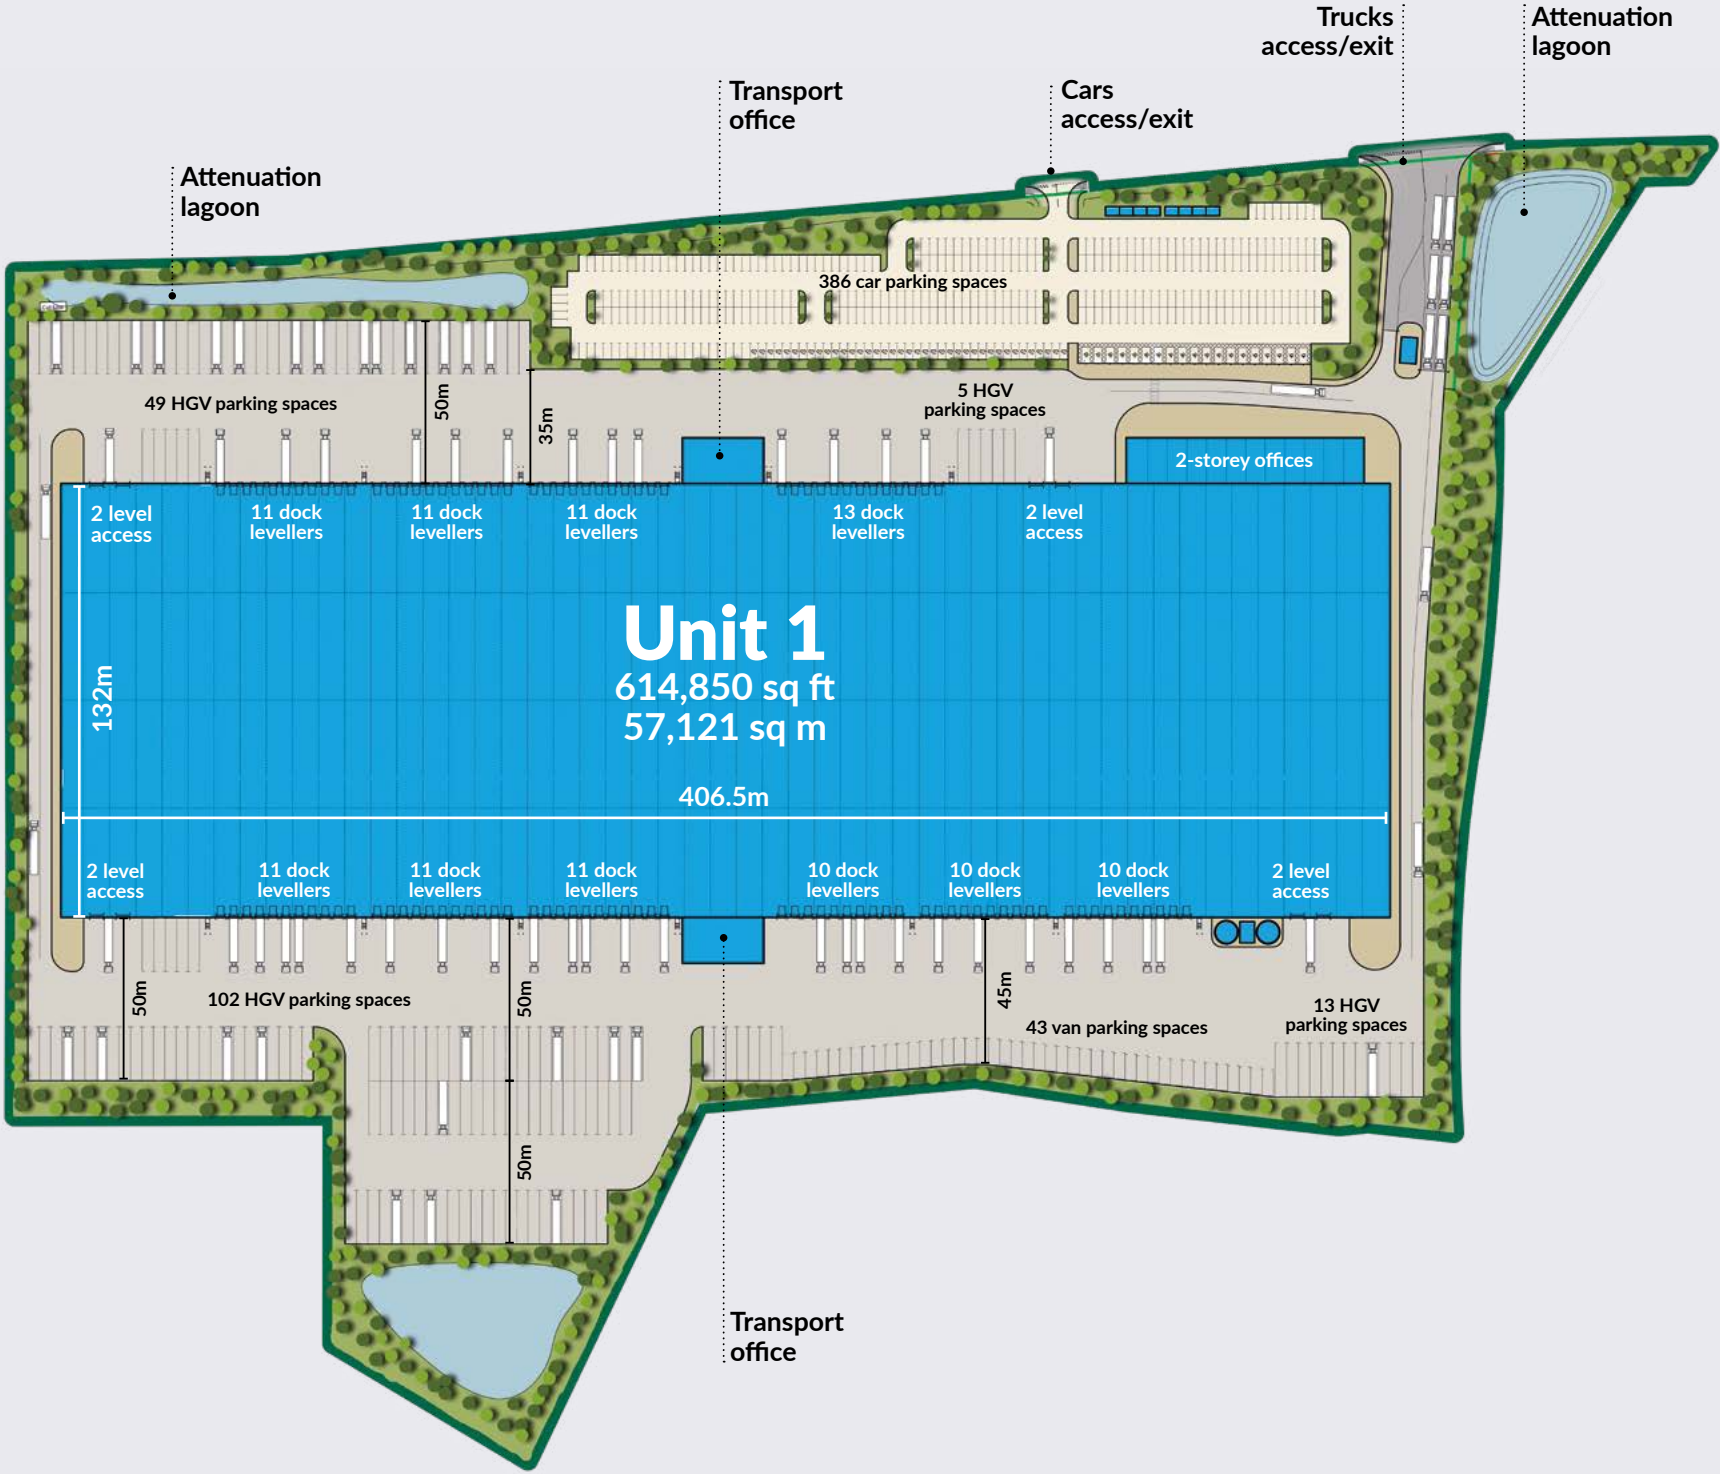 Trucks
access/exit
Attenuation
lagoon
Transport
office
Cars
access/exit
Attenuation
lagoon
386 car parking spaces
49 HGV parking spaces
50m
35m
5 HGV
parking spaces
2-storey offices
2 level
access
11 dock
levellers
11 dock
levellers
11 dock
levellers
13 dock
levellers
2 level
access
Unit 1
614,850 sq ft
57,121 sq m
132m
406.5m
2 level
access
11 dock
levellers
11 dock
levellers
11 dock
levellers
10 dock
levellers
10 dock
levellers
10 dock
levellers
2 level
access
50m
102 HGV parking spaces
50m
45m
43 van parking spaces
13 HGV
parking spaces
50m
Transport
office